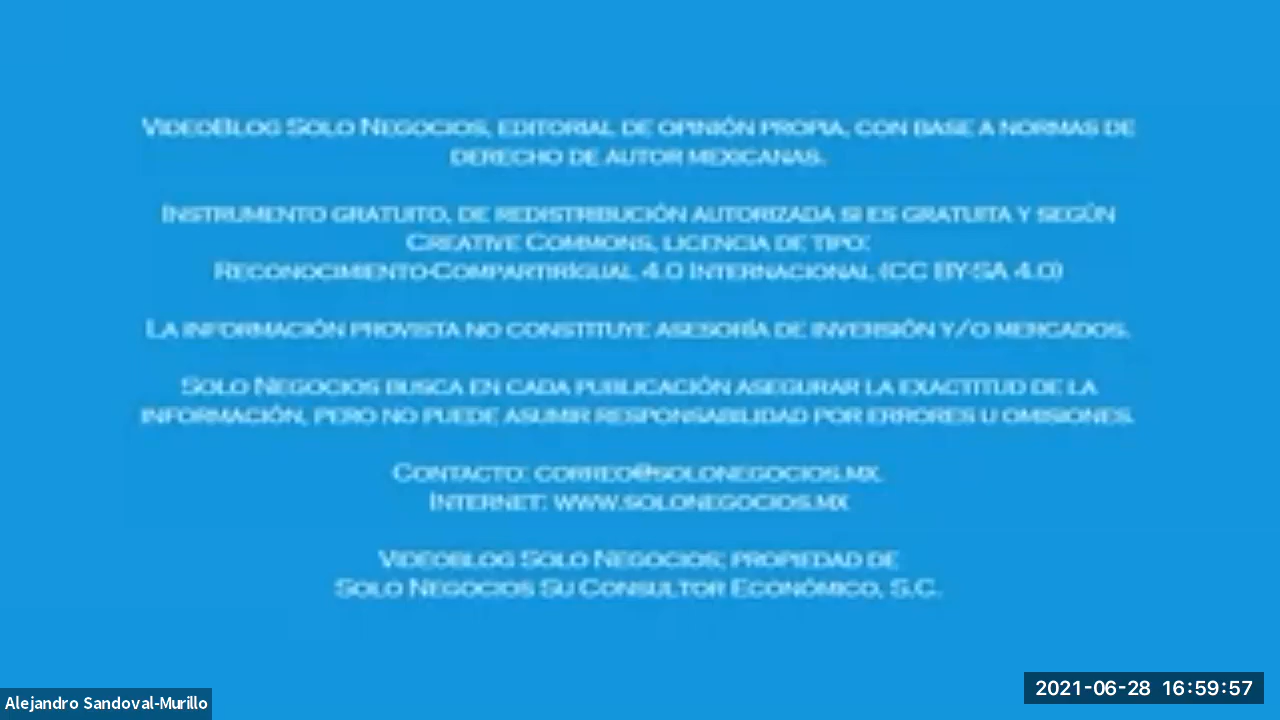 VIDEOBLOG SOLO NEGOCIOS, EDITORIAL DE OPINIÓN PROPIA, CON BASE A NORMAS DE
DERECHO DE AUTOR MEXICANAS.
INSTRUMENTO GRATUITO, DE REDISTRIBUCIÓN AUTORIZADA SI ES GRATUITA Y SEGÚN
CREATIVE COMMONS, LICENCIA DE TIPO:
RECONOCIMIENTO-COMPARTIRIGUAL 4.0 INTERNACIONAL (CC BY-SA 4.0)
LA INFORMACIÓN PROVISTA NO CONSTITUYE ASESORÍA DE INVERSIÓN Y/O MERCADOS.
SOLO NEGOCIOS BUSCA EN CADA PUBLICACIÓN ASEGURAR LA EXACTITUD DE LA
INFORMACIÓN, PERO NO PUEDE ASUMIR RESPONSABILIDAD POR ERRORES U OMISIONES.
CONTACTO: CORREO@SOLONEGOCIOS.MX.
INTERNET: WWW.SOLONEGOCIOS.MX
VIDEOBLOG SOLO NEGOCIOS; PROPIEDAD DE
SOLO NEGOCIOS SU CONSULTOR ECONÓMICO, S.C.
2021-06-28 16:59:57
Alejandro Sandoval-Murillo